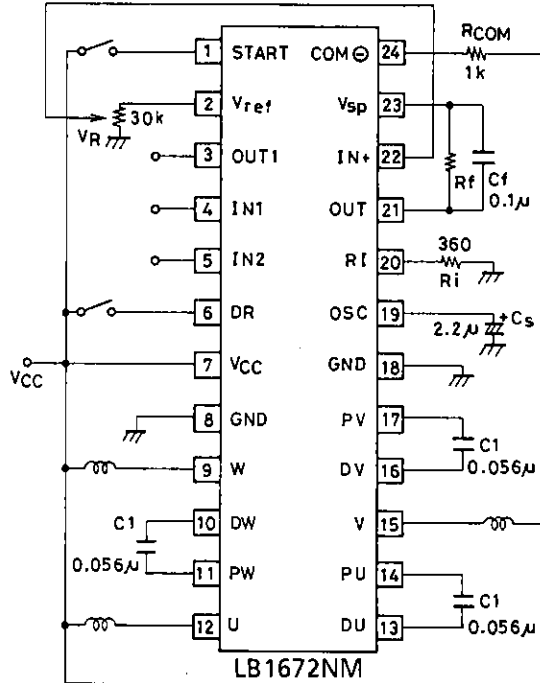 1 START COM⊖ 24 RCOM 1k
2 Vref Vsp 23
30k
VR
3 OUT1 IN+ 22
Rf Cf 0.1μ
4 IN1 OUT 21
5 IN2 RI 20 360 Ri
6 DR OSC 19 2.2μ + Cs
VCC
7 VCC GND 18
8 GND PV 17
C1 0.056μ
9 W DV 16
10 DW V 15
C1 0.056μ
11 PW PU 14
C1 0.056μ
12 U DU 13
LB1672NM